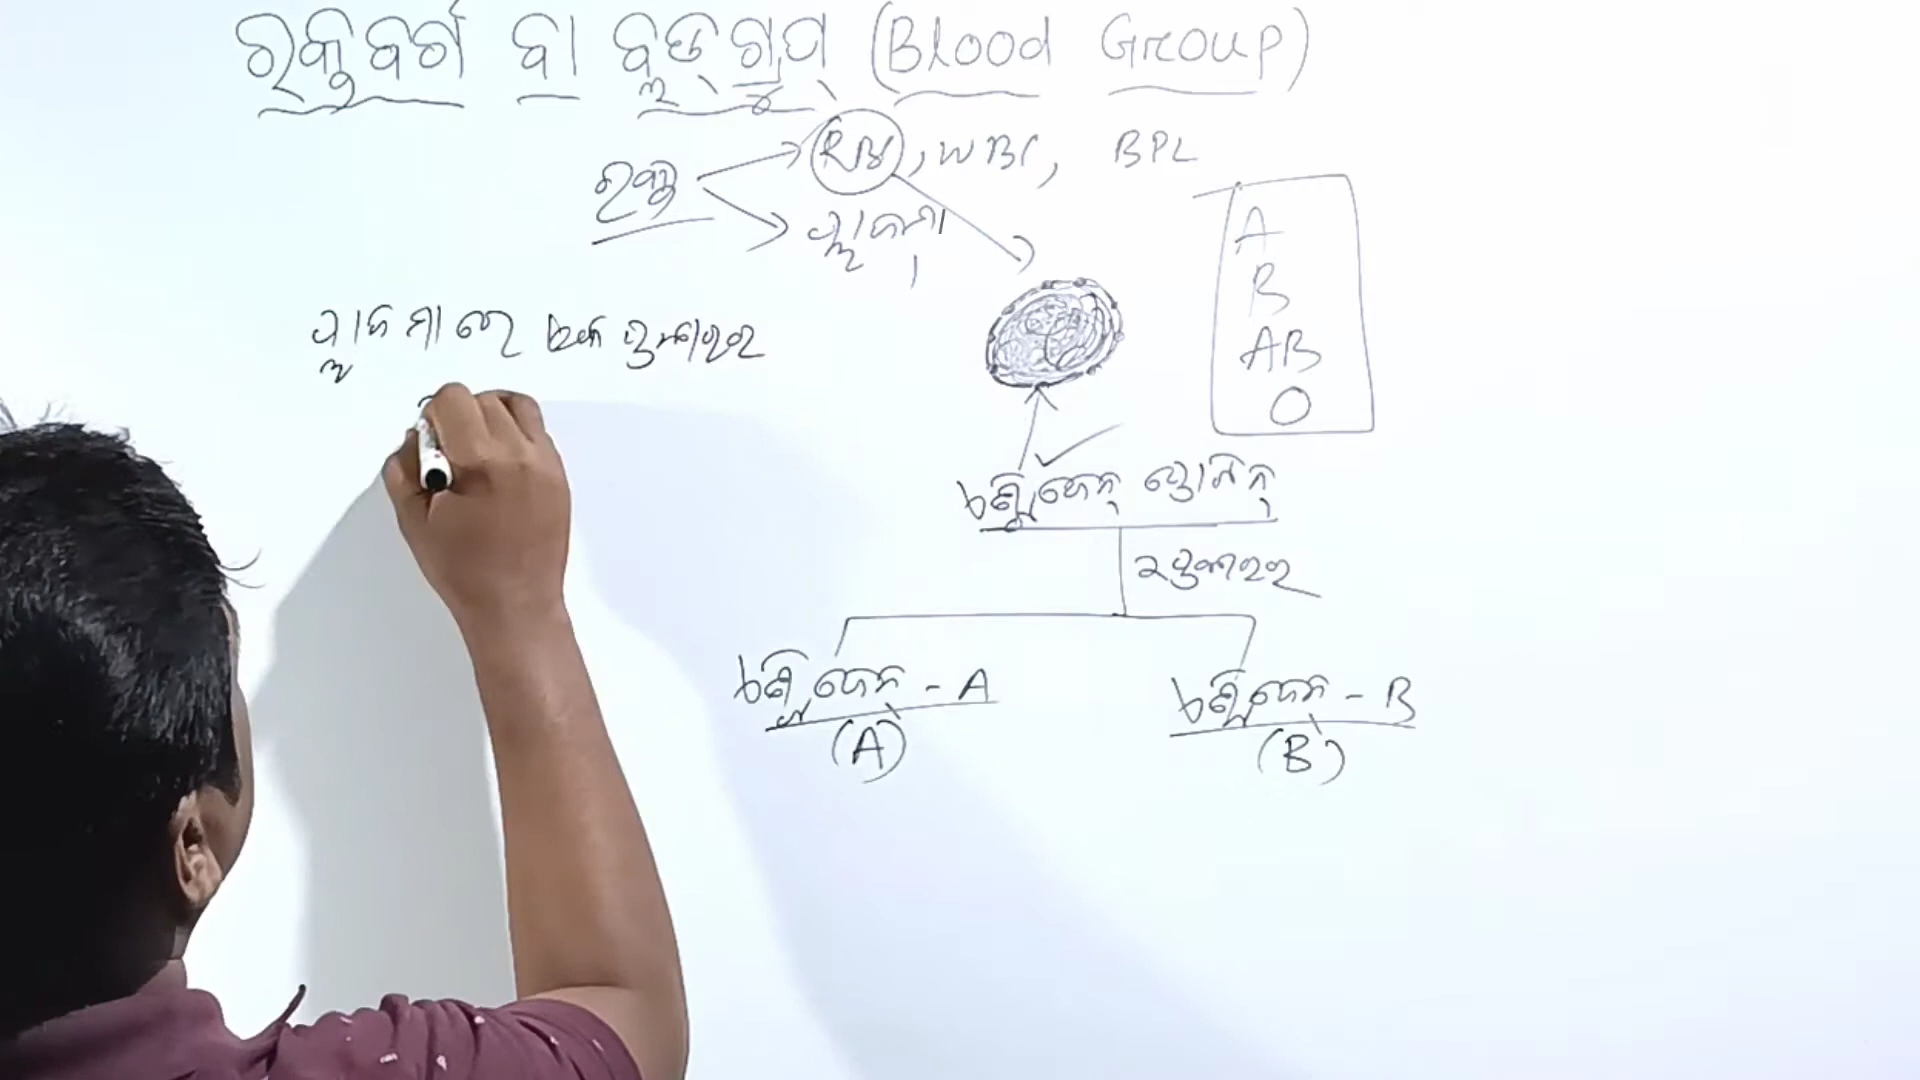 ରକ୍ତବର୍ଗ ବା ବ୍ଲଡ୍ ଗ୍ରୁପ୍ (Blood Group)
ରକ୍ତ
RBC, WBC, BPL
ପ୍ଲାଜମା
A
B
AB
O
ପ୍ଲାଜମାରେ ଏକ ପ୍ରକାରର
ଏଣ୍ଟିଜେନ୍ ପ୍ରୋଟିନ୍
୨ ପ୍ରକାରର
ଏଣ୍ଟିଜେନ୍ - A
(A)
ଏଣ୍ଟିଜେନ୍ - B
(B)